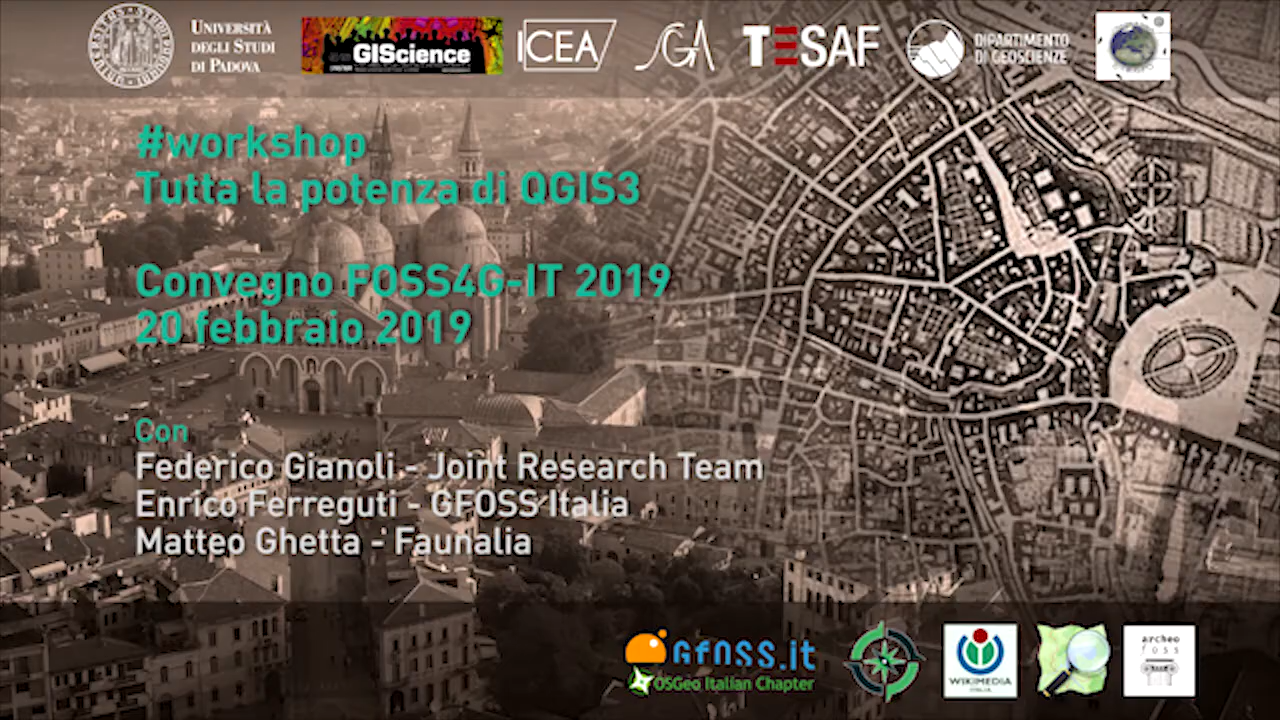 UNIVERSITÀ
DEGLI STUDI
DI PADOVA
GIScience
ICEA
SGA
TESAF
DIPARTIMENTO
DI GEOSCIENZE
#workshop
Tutta la potenza di QGIS3
Convegno FOSS4G-IT 2019
20 febbraio 2019
Con
Federico Gianoli - Joint Research Team
Enrico Ferreguti - GFOSS Italia
Matteo Ghetta - Faunalia
GFOSS.it
OSGeo Italian Chapter
WIKIMEDIA
ITALIA
archeo
foss